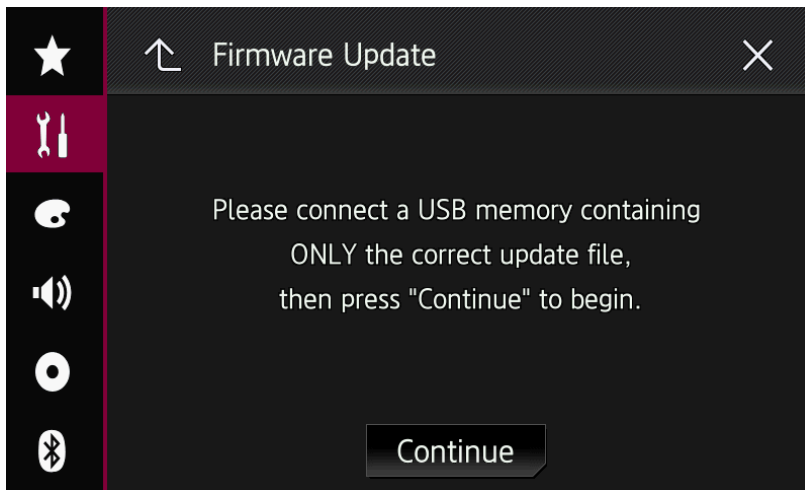 Firmware Update
Please connect a USB memory containing
ONLY the correct update file,
then press "Continue" to begin.
Continue